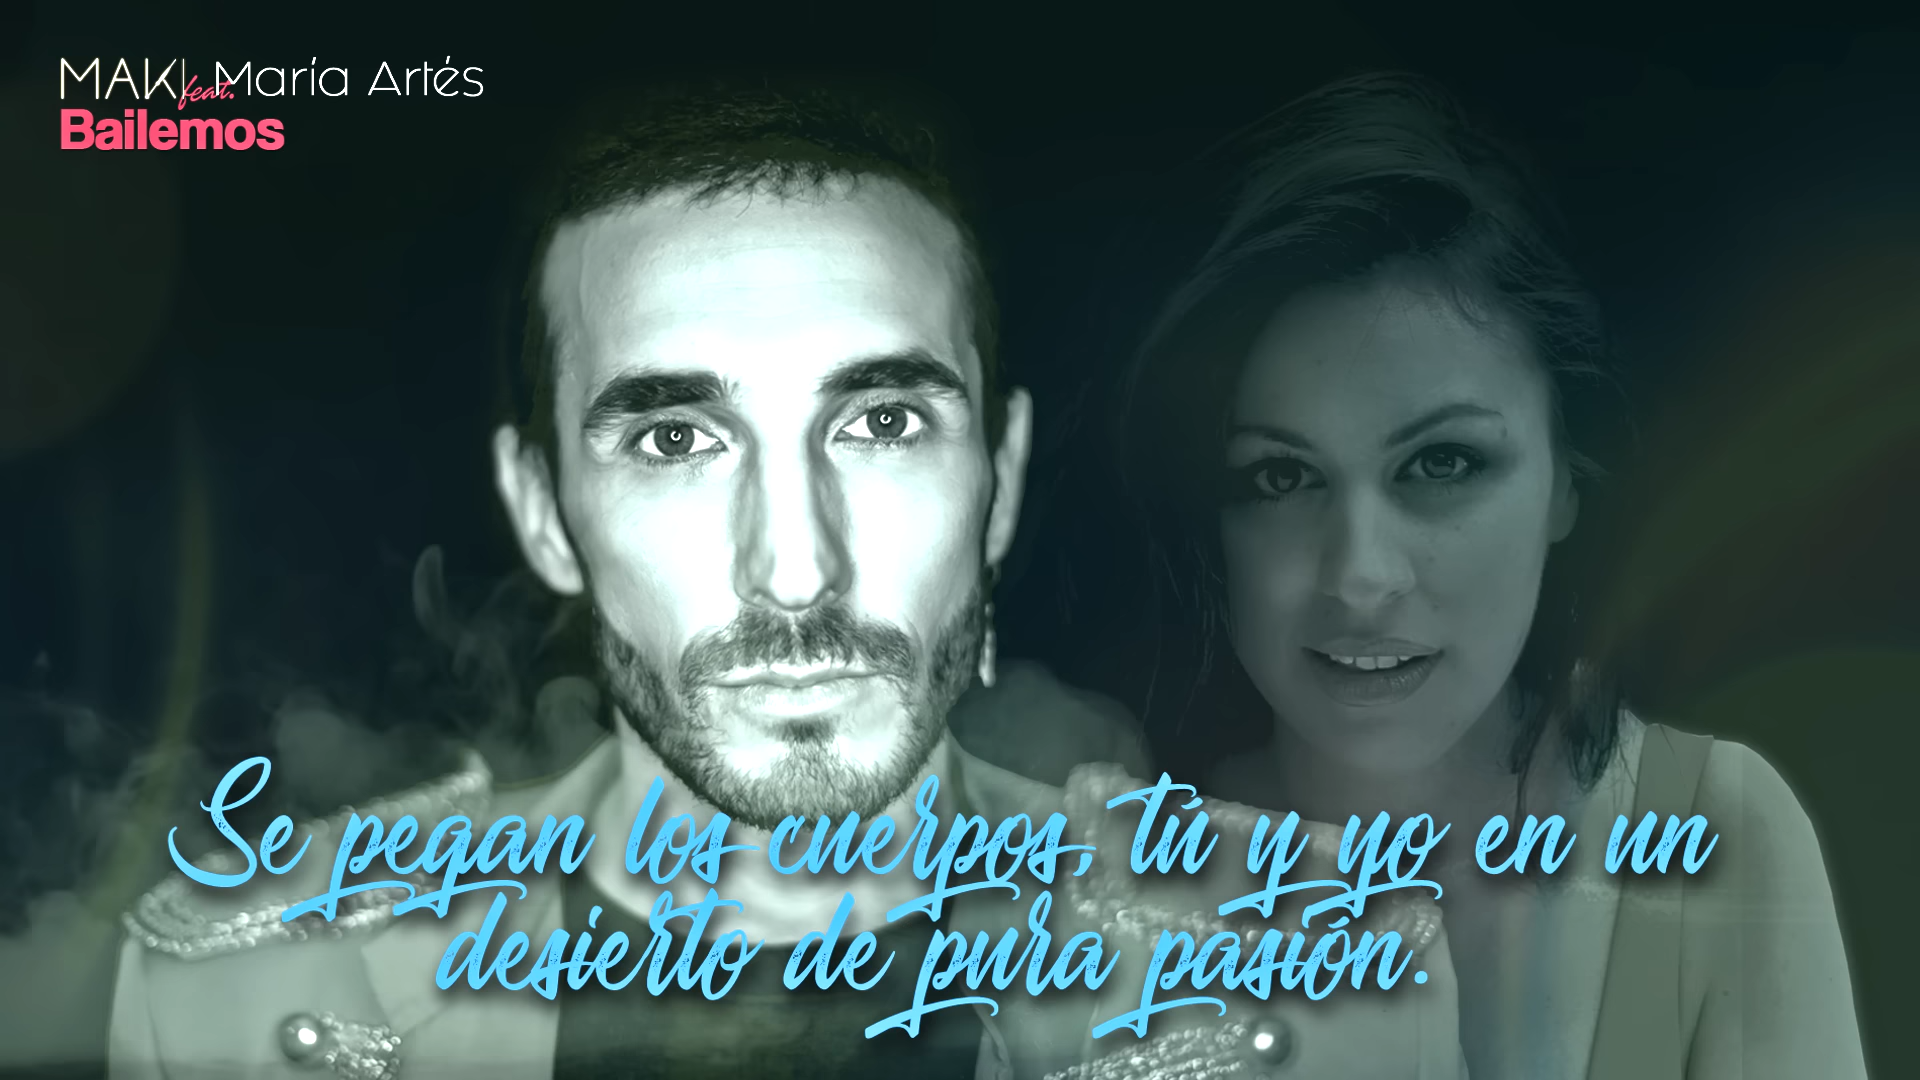 MAKI feat. María Artés
Bailemos
Se pegan los cuerpos, tú y yo en un
desierto de pura pasión.